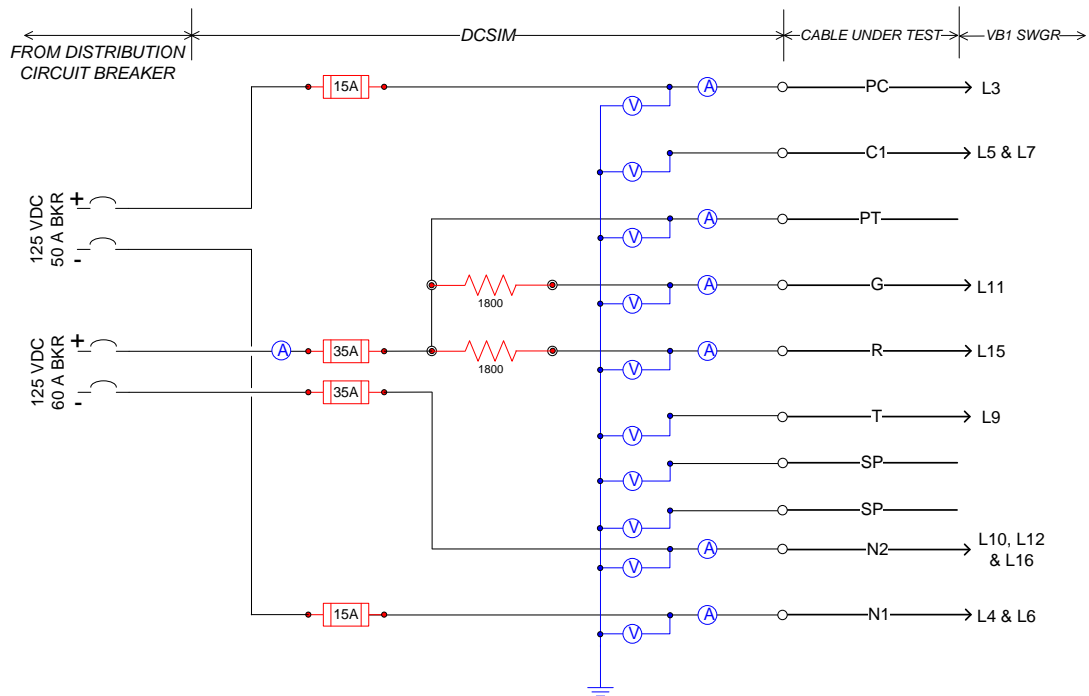 FROM DISTRIBUTION
CIRCUIT BREAKER
DCSIM
CABLE UNDER TEST
VB1 SWGR
15A
V
A
PC
L3
V
C1
L5 & L7
125 VDC
50 A BKR
+
-
V
A
PT
1800
V
A
G
L11
125 VDC
60 A BKR
+
-
A
35A
1800
V
A
R
L15
35A
V
T
L9
V
SP
V
SP
V
A
N2
L10, L12
& L16
15A
V
A
N1
L4 & L6